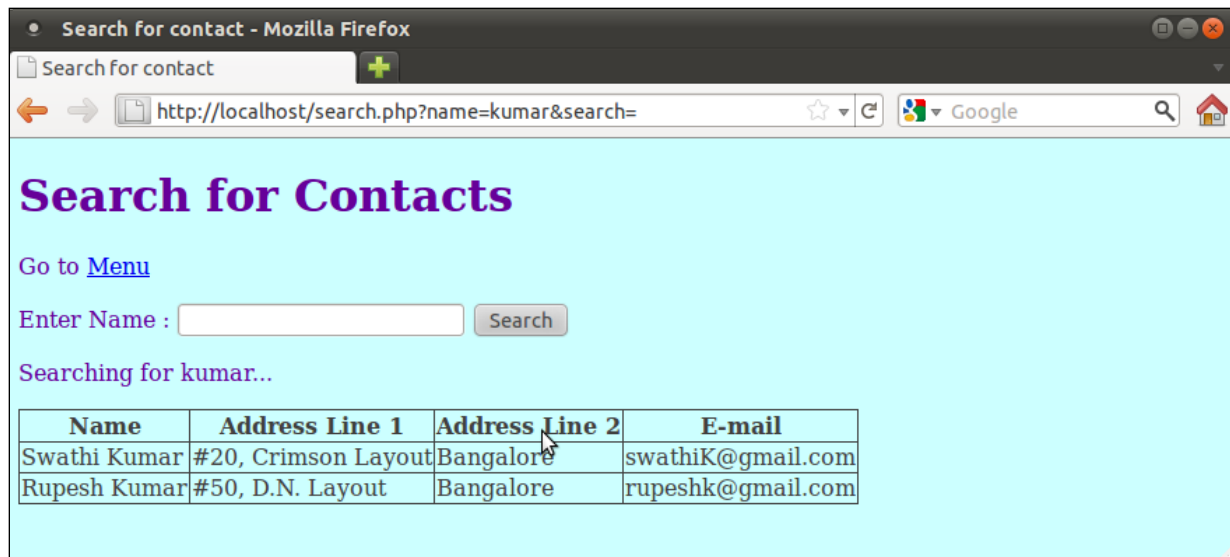 Search for contact - Mozilla Firefox
Search for contact
http://localhost/search.php?name=kumar&search=
Google
Search for Contacts
Go to Menu
Enter Name : Search
Searching for kumar...
Name Address Line 1 Address Line 2 E-mail
Swathi Kumar #20, Crimson Layout Bangalore swathiK@gmail.com
Rupesh Kumar #50, D.N. Layout Bangalore rupeshk@gmail.com